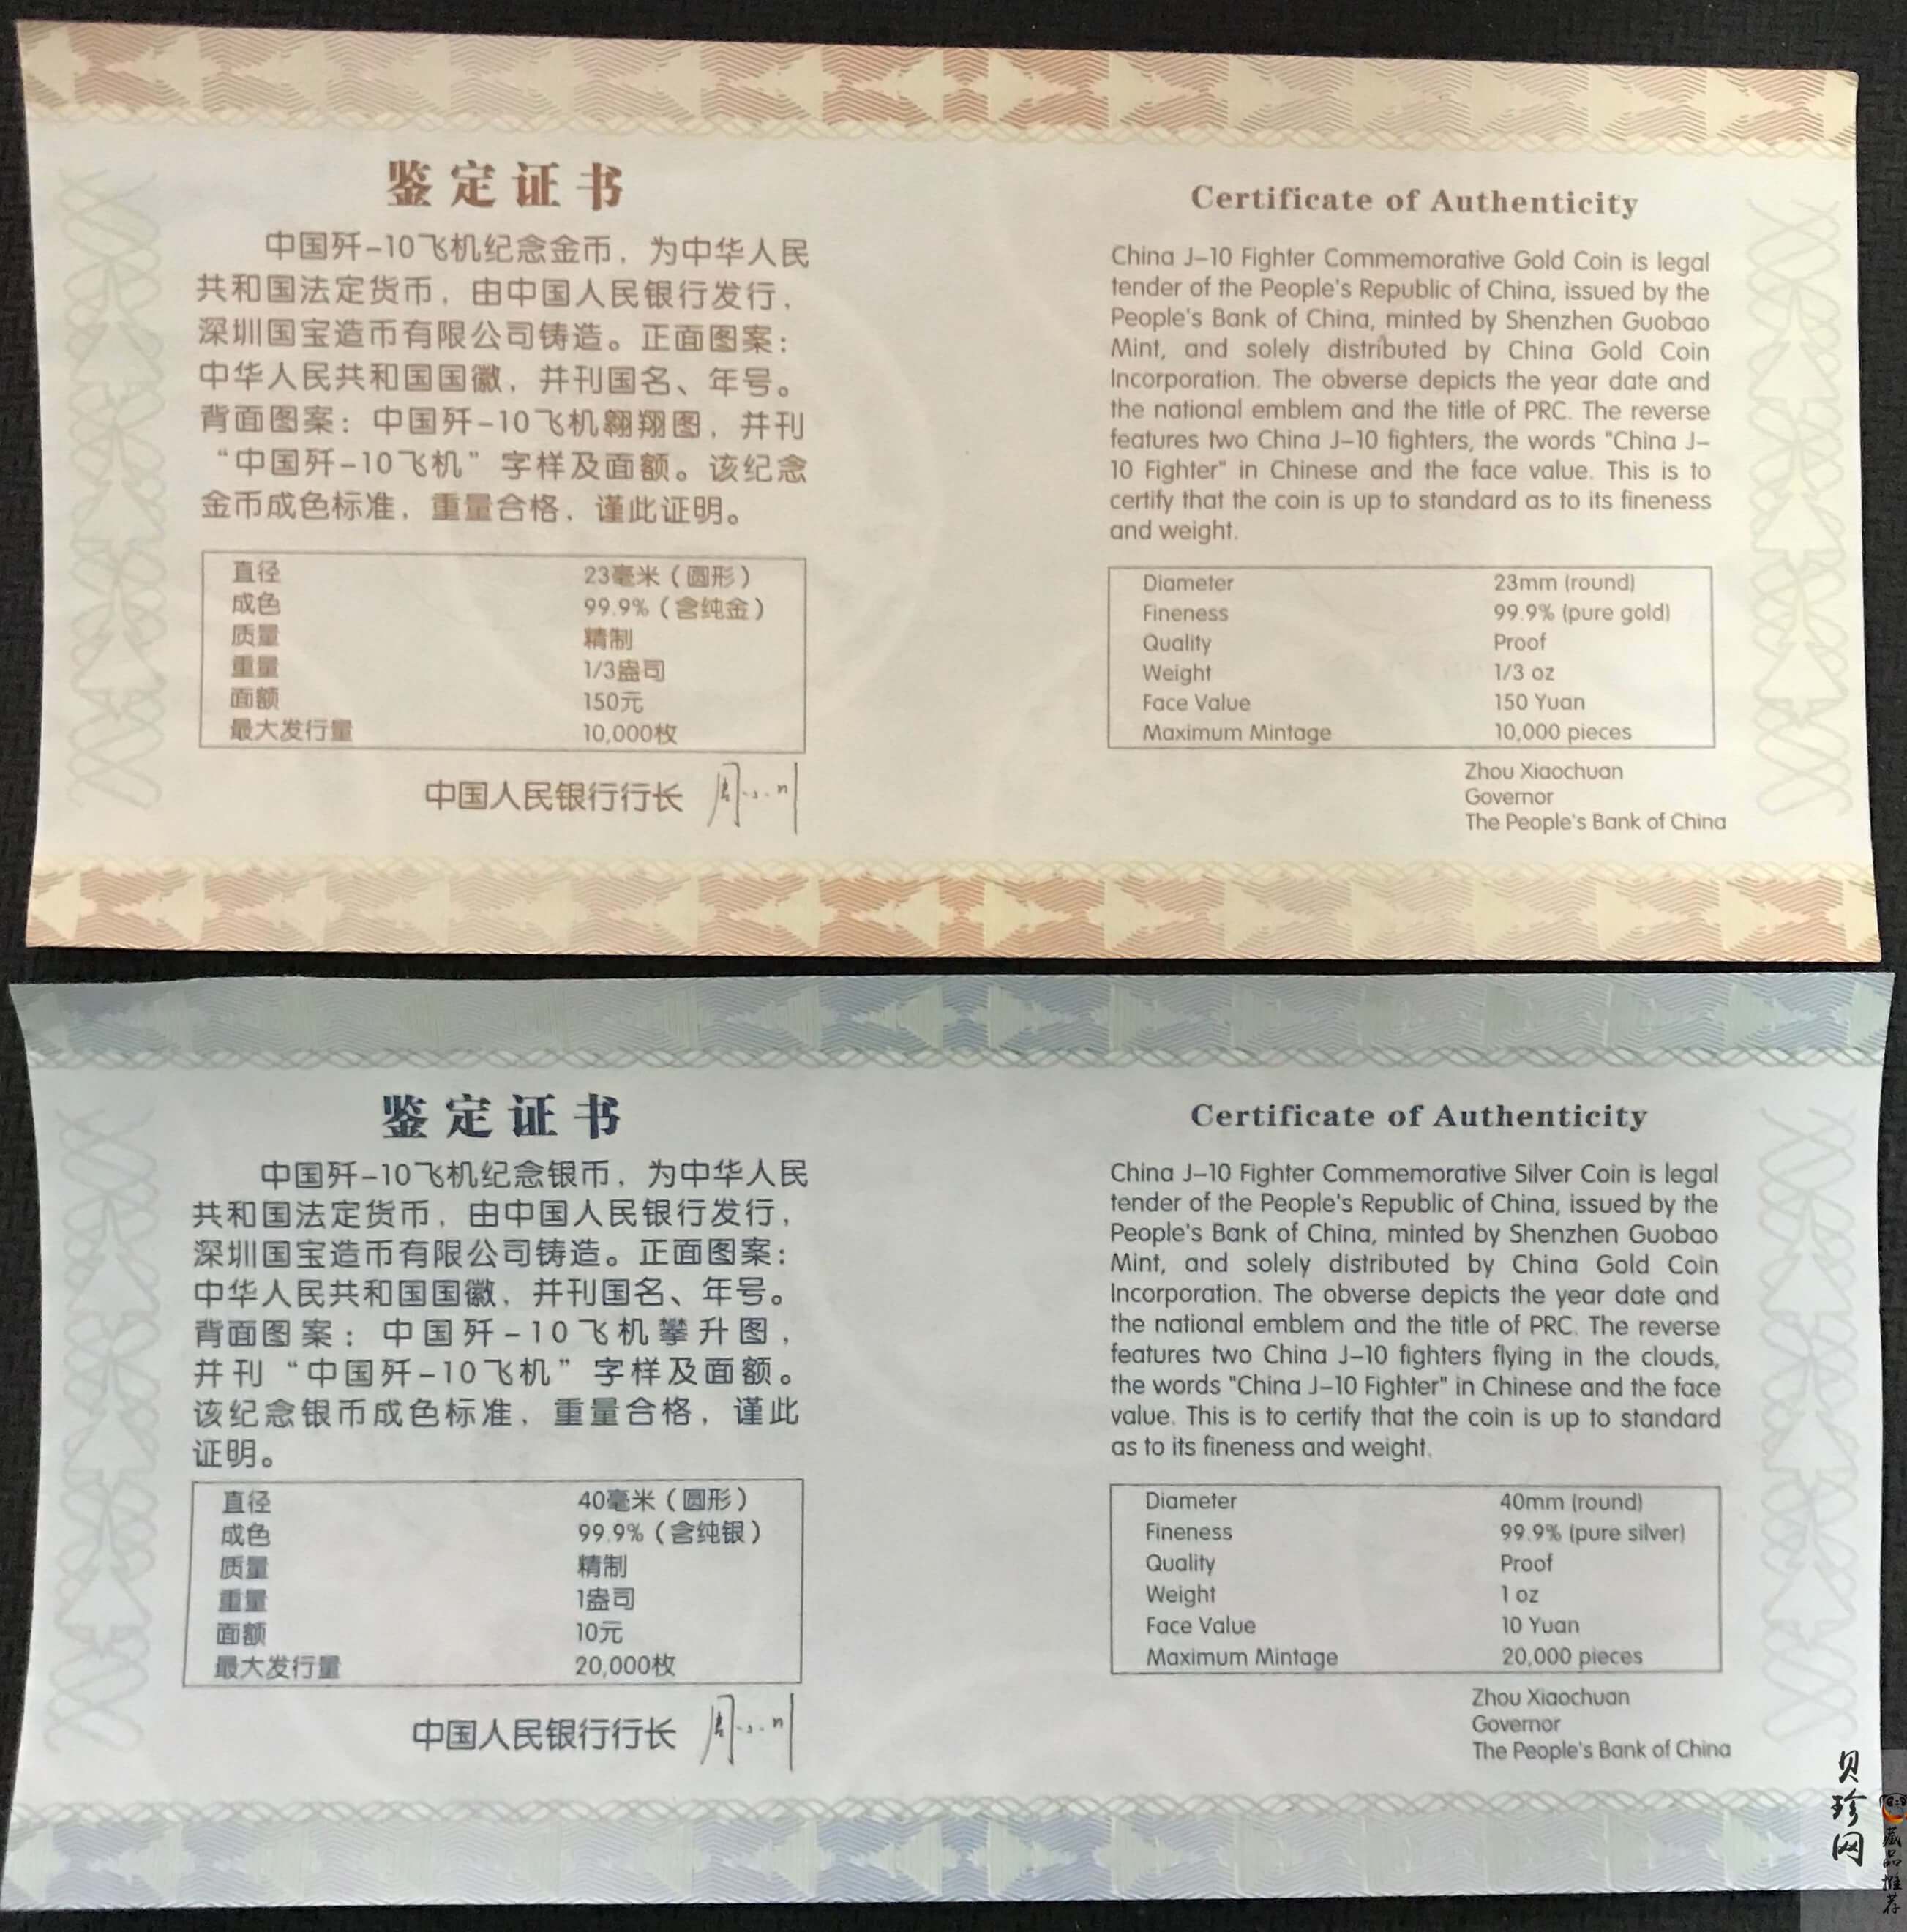 鉴定证书
中国歼-10飞机纪念金币，为中华人民
共和国法定货币，由中国人民银行发行，
深圳国宝造币有限公司铸造。正面图案：
中华人民共和国国徽，并刊国名、年号。
背面图案：中国歼-10飞机翱翔图，并刊
“中国歼-10飞机”字样及面额。该纪念
金币成色标准，重量合格，谨此证明。
直径 23毫米（圆形）
成色 99.9%（含纯金）
质量 精制
重量 1/3盎司
面额 150元
最大发行量 10,000枚
中国人民银行行长 周小川
Certificate of Authenticity
China J-10 Fighter Commemorative Gold Coin is legal
tender of the People's Republic of China, issued by the
People's Bank of China, minted by Shenzhen Guobao
Mint, and solely distributed by China Gold Coin
Incorporation. The obverse depicts the year date and
the national emblem and the title of PRC. The reverse
features two China J-10 fighters, the words "China J-
10 Fighter" in Chinese and the face value. This is to
certify that the coin is up to standard as to its fineness
and weight.
Diameter 23mm (round)
Fineness 99.9% (pure gold)
Quality Proof
Weight 1/3 oz
Face Value 150 Yuan
Maximum Mintage 10,000 pieces
Zhou Xiaochuan
Governor
The People's Bank of China
鉴定证书
中国歼-10飞机纪念银币，为中华人民
共和国法定货币，由中国人民银行发行，
深圳国宝造币有限公司铸造。正面图案：
中华人民共和国国徽，并刊国名、年号。
背面图案：中国歼-10飞机攀升图，
并刊“中国歼-10飞机”字样及面额。
该纪念银币成色标准，重量合格，谨此
证明。
直径 40毫米（圆形）
成色 99.9%（含纯银）
质量 精制
重量 1盎司
面额 10元
最大发行量 20,000枚
中国人民银行行长 周小川
Certificate of Authenticity
China J-10 Fighter Commemorative Silver Coin is legal
tender of the People's Republic of China, issued by the
People's Bank of China, minted by Shenzhen Guobao
Mint, and solely distributed by China Gold Coin
Incorporation. The obverse depicts the year date and
the national emblem and the title of PRC. The reverse
features two China J-10 fighters flying in the clouds,
the words "China J-10 Fighter" in Chinese and the face
value. This is to certify that the coin is up to standard
as to its fineness and weight.
Diameter 40mm (round)
Fineness 99.9% (pure silver)
Quality Proof
Weight 1 oz
Face Value 10 Yuan
Maximum Mintage 20,000 pieces
Zhou Xiaochuan
Governor
The People's Bank of China
贝珍网
藏品推荐